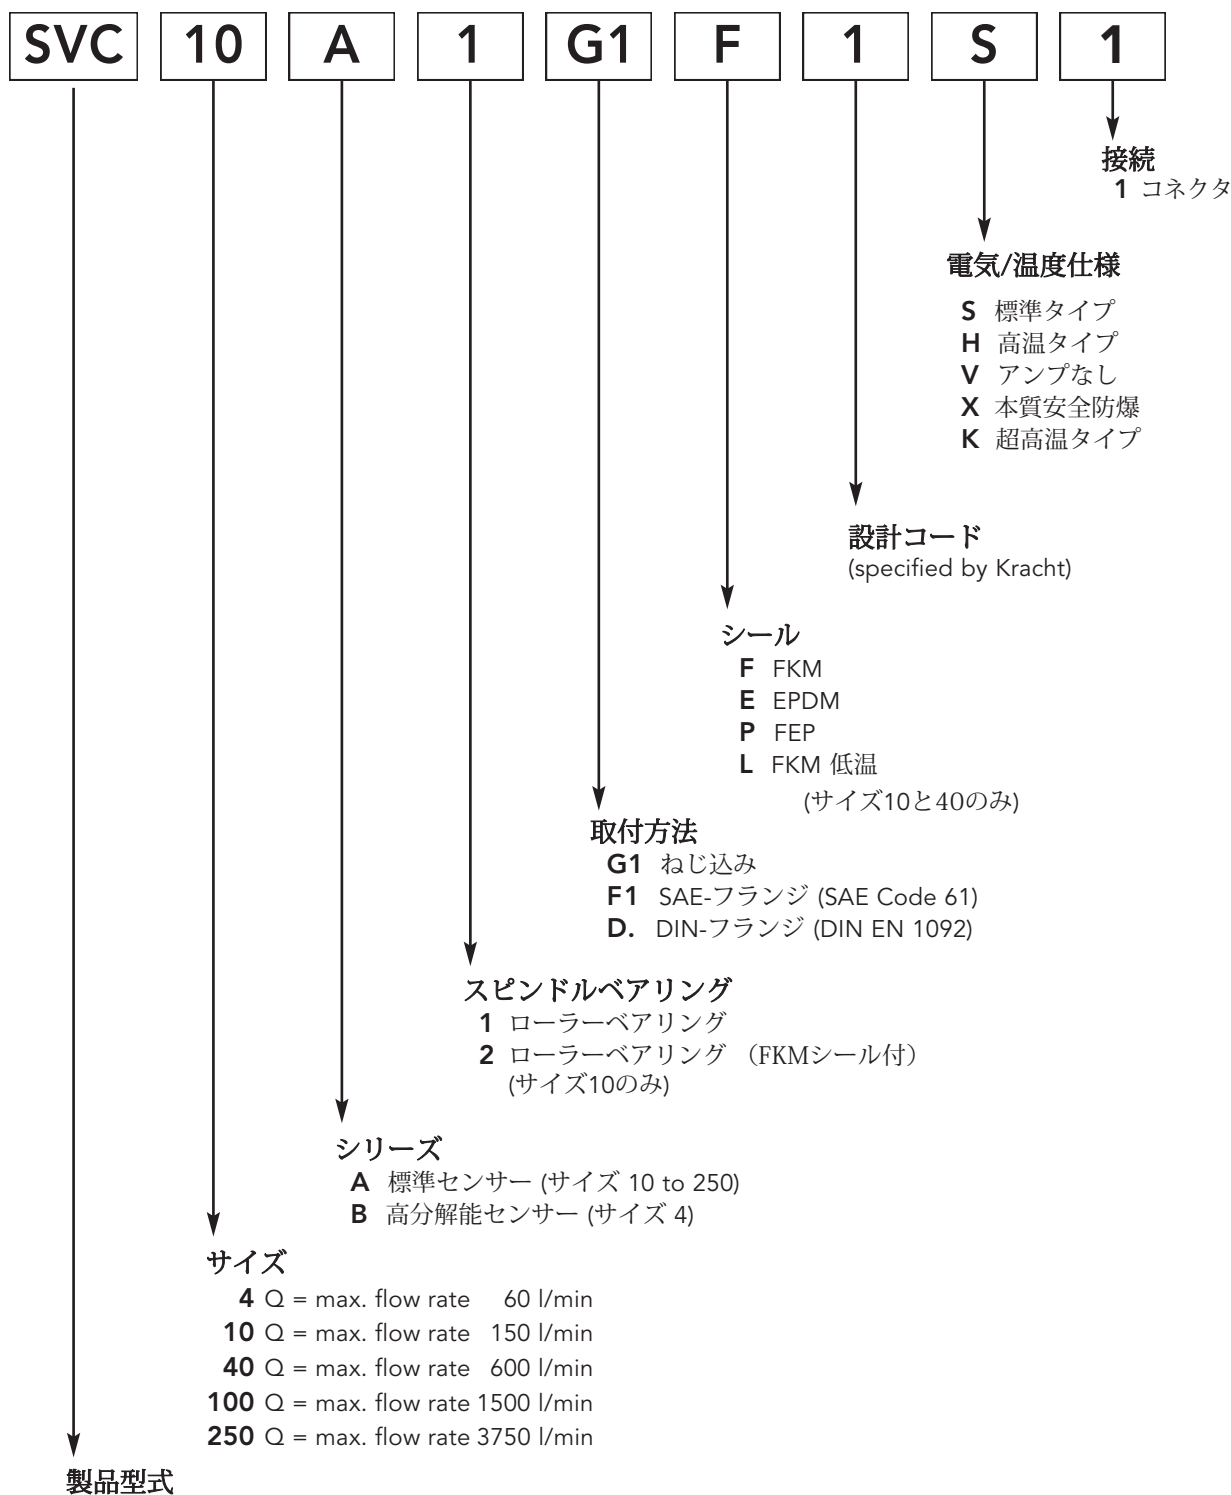 SVC 10 A 1 G1 F 1 S 1
接続
1 コネクタ
電気/温度仕様
S 標準タイプ
H 高温タイプ
V アンプなし
X 本質安全防爆
K 超高温タイプ
設計コード
(specified by Kracht)
シール
F FKM
E EPDM
P FEP
L FKM 低温
(サイズ10と40のみ)
取付方法
G1 ねじ込み
F1 SAE-フランジ (SAE Code 61)
D. DIN-フランジ (DIN EN 1092)
スピンドルベアリング
1 ローラーベアリング
2 ローラーベアリング （FKMシール付）
(サイズ10のみ)
シリーズ
A 標準センサー (サイズ 10 to 250)
B 高分解能センサー (サイズ 4)
サイズ
4 Q = max. flow rate 60 l/min
10 Q = max. flow rate 150 l/min
40 Q = max. flow rate 600 l/min
100 Q = max. flow rate 1500 l/min
250 Q = max. flow rate 3750 l/min
製品型式